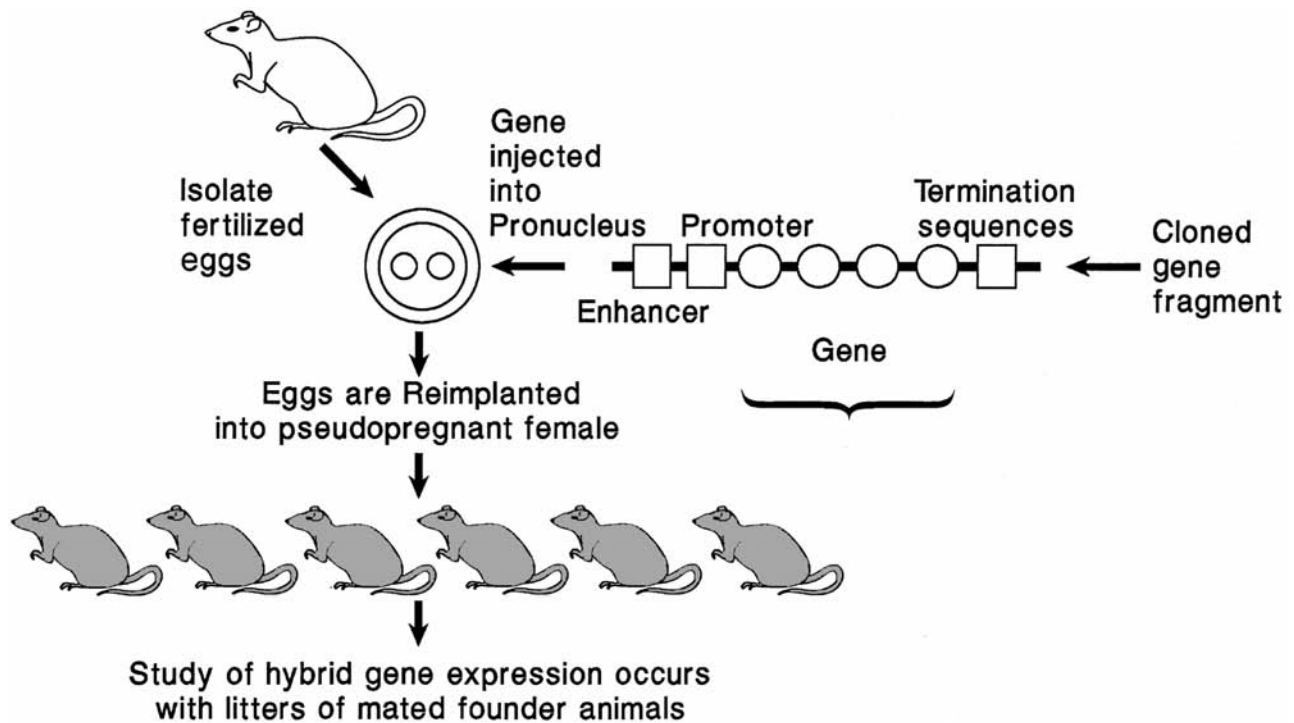 Isolate
fertilized
eggs
Gene
injected
into
Pronucleus
Enhancer
Promoter
Termination
sequences
Gene
Cloned
gene
fragment
Eggs are Reimplanted
into pseudopregnant female
Study of hybrid gene expression occurs
with litters of mated founder animals